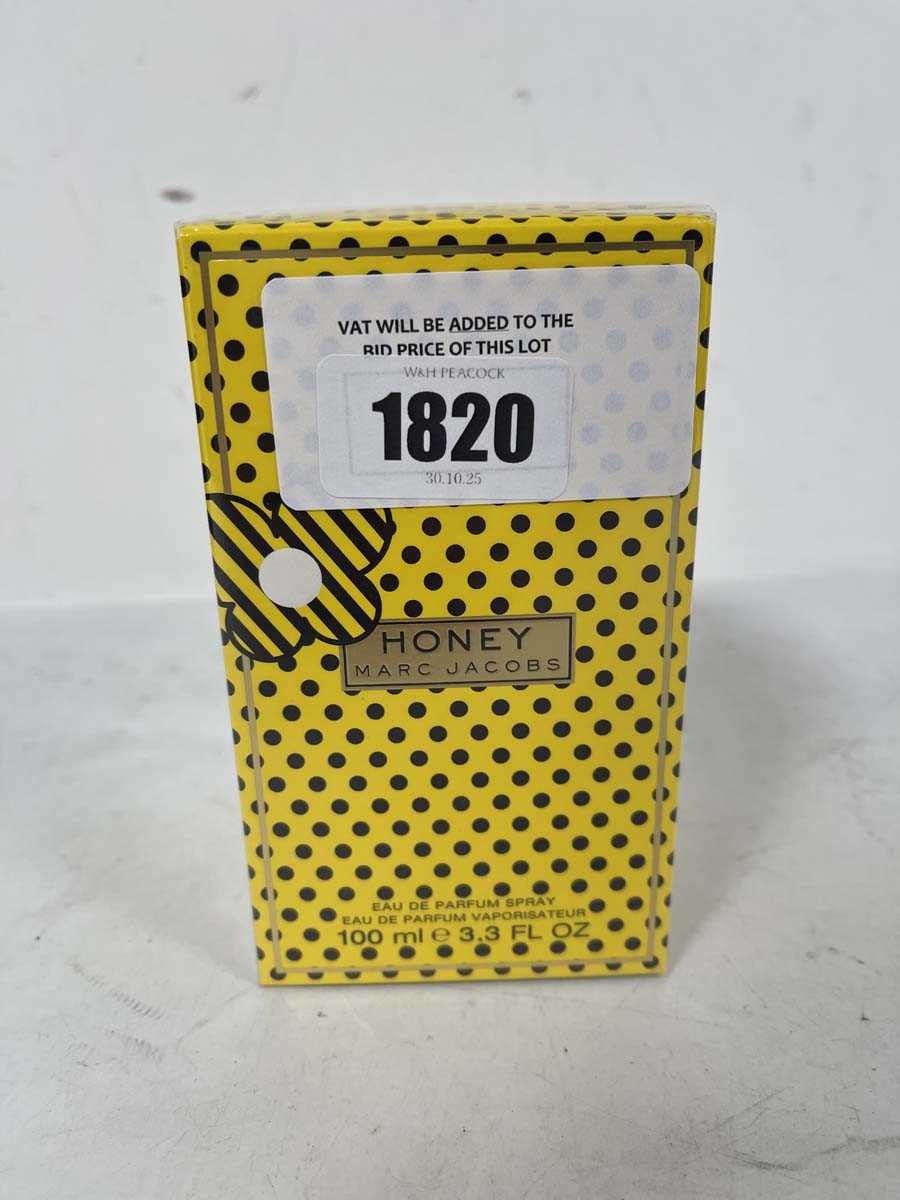 VAT WILL BE ADDED TO THE
BID PRICE OF THIS LOT
W&H PEACOCK
1820
30.10.25
HONEY
MARC JACOBS
EAU DE PARFUM SPRAY
EAU DE PARFUM VAPORISATEUR
100 ml e 3.3 FL OZ